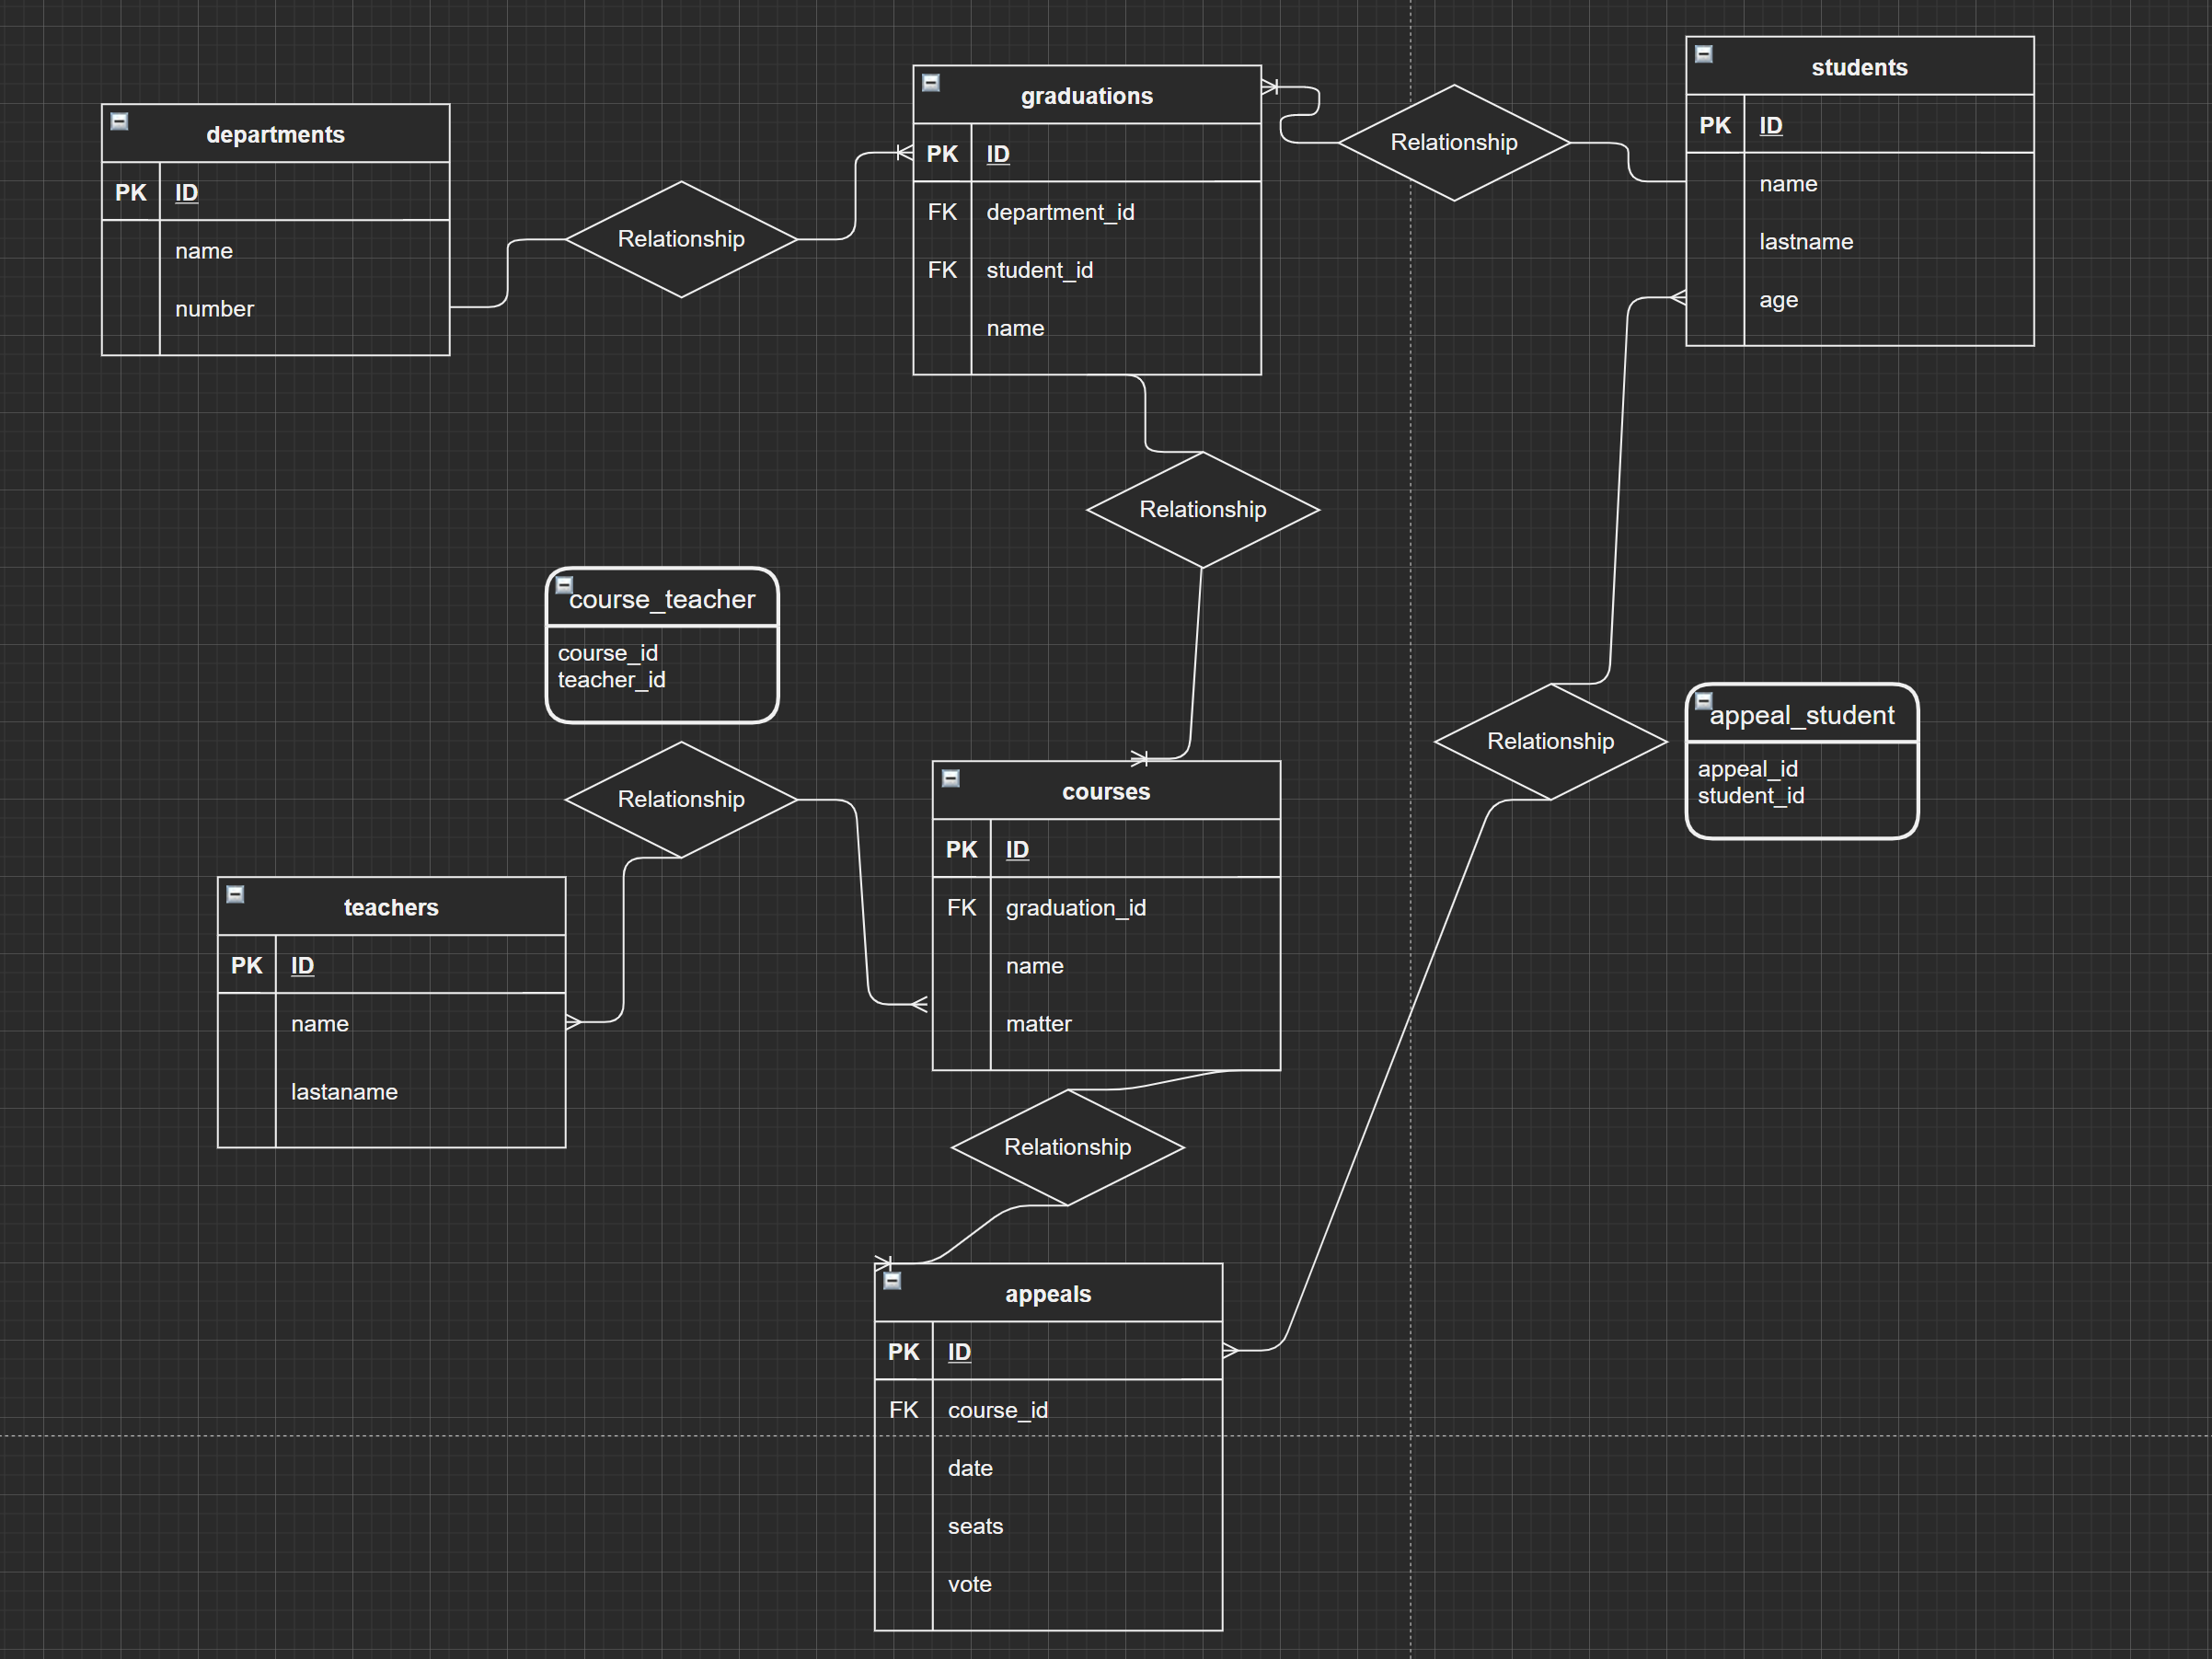 departments
PK ID
name
number
Relationship
graduations
PK ID
FK department_id
FK student_id
name
Relationship
students
PK ID
name
lastname
age
Relationship
course_teacher
course_id
teacher_id
Relationship
teachers
PK ID
name
lastaname
courses
PK ID
FK graduation_id
name
matter
Relationship
appeal_student
appeal_id
student_id
Relationship
appeals
PK ID
FK course_id
date
seats
vote